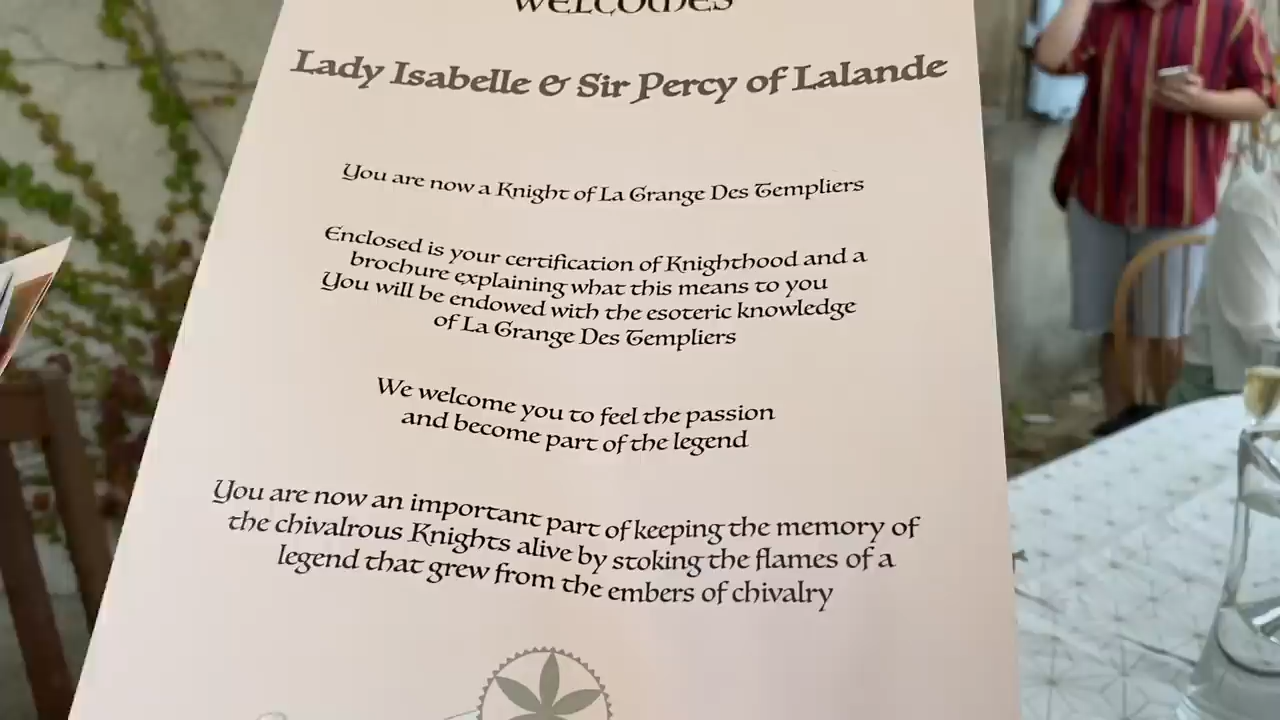 WELCOMES
Lady Isabelle & Sir Percy of Lalande
You are now a Knight of La Grange Des Templiers
Enclosed is your certification of Knighthood and a
brochure explaining what this means to you
You will be endowed with the esoteric knowledge
of La Grange Des Templiers
We welcome you to feel the passion
and become part of the legend
You are now an important part of keeping the memory of
the chivalrous Knights alive by stoking the flames of a
legend that grew from the embers of chivalry